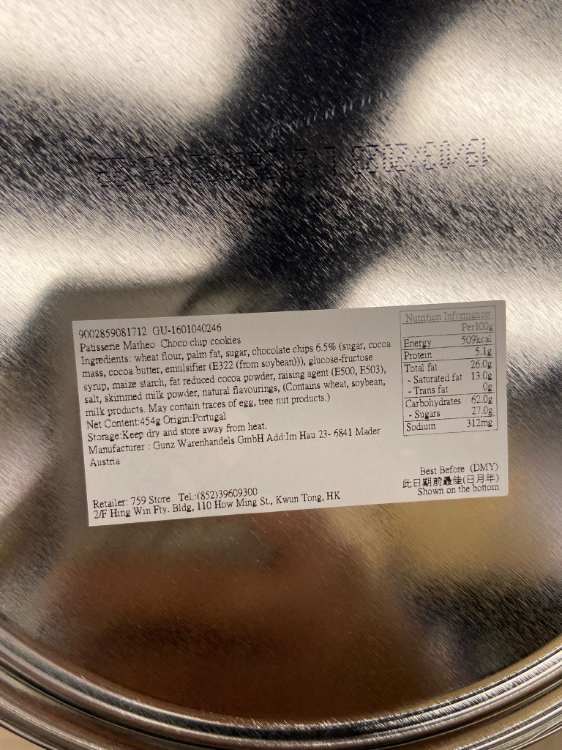 9002859081712 GU-1601040246
Patisserie Matheo Choco chip cookies
Ingredients: wheat flour, palm fat, sugar, chocolate chips 6.5% (sugar, cocoa
mass, cocoa butter, emulsifier (E322 (from soybean))), glucose-fructose
syrup, maize starch, fat reduced cocoa powder, raising agent (E500, E503),
salt, skimmed milk powder, natural flavourings, (Contains wheat, soybean,
milk products. May contain traces of egg, tree nut products.)
Net Content:454g Origin:Portugal
Storage:Keep dry and store away from heat.
Manufacturer : Gunz Warenhandels GmbH Add:Im Hau 23- 6841 Mader
Austria
Retailer: 759 Store Tel.:(852)39609300
2/F Hing Win Fty. Bldg, 110 How Ming St., Kwun Tong, HK
Nutrition Information
Per100g
Energy 509kcal
Protein 5.1g
Total fat 26.0g
- Saturated fat 13.0g
- Trans fat 0g
Carbohydrates 62.0g
- Sugars 27.0g
Sodium 312mg
Best Before (DMY)
此日期前最佳(日月年)
Shown on the bottom